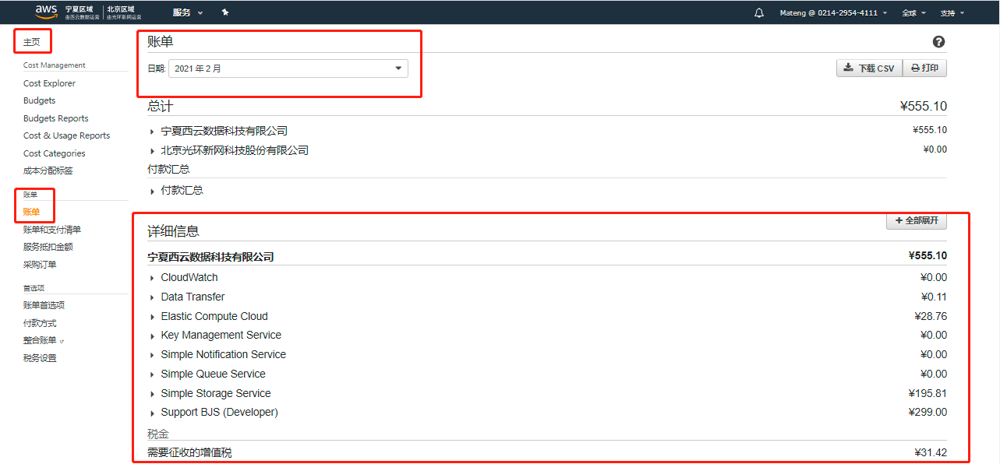 aws 宁夏区域 由西云数据运营 北京区域 由光环新网运营 服务 Mateng @ 0214-2954-4111 全球 支持
主页
Cost Management
Cost Explorer
Budgets
Budgets Reports
Cost & Usage Reports
Cost Categories
成本分配标签
账单
账单
账单和支付清单
服务抵扣金额
采购订单
首选项
账单首选项
付款方式
整合账单
税务设置
账单
日期: 2021 年 2 月
下载 CSV 打印
总计 ¥555.10
宁夏西云数据科技有限公司 ¥555.10
北京光环新网科技股份有限公司 ¥0.00
付款汇总
付款汇总
详细信息 + 全部展开
宁夏西云数据科技有限公司 ¥555.10
CloudWatch ¥0.00
Data Transfer ¥0.11
Elastic Compute Cloud ¥28.76
Key Management Service ¥0.00
Simple Notification Service ¥0.00
Simple Queue Service ¥0.00
Simple Storage Service ¥195.81
Support BJS (Developer) ¥299.00
税金
需要征收的增值税 ¥31.42